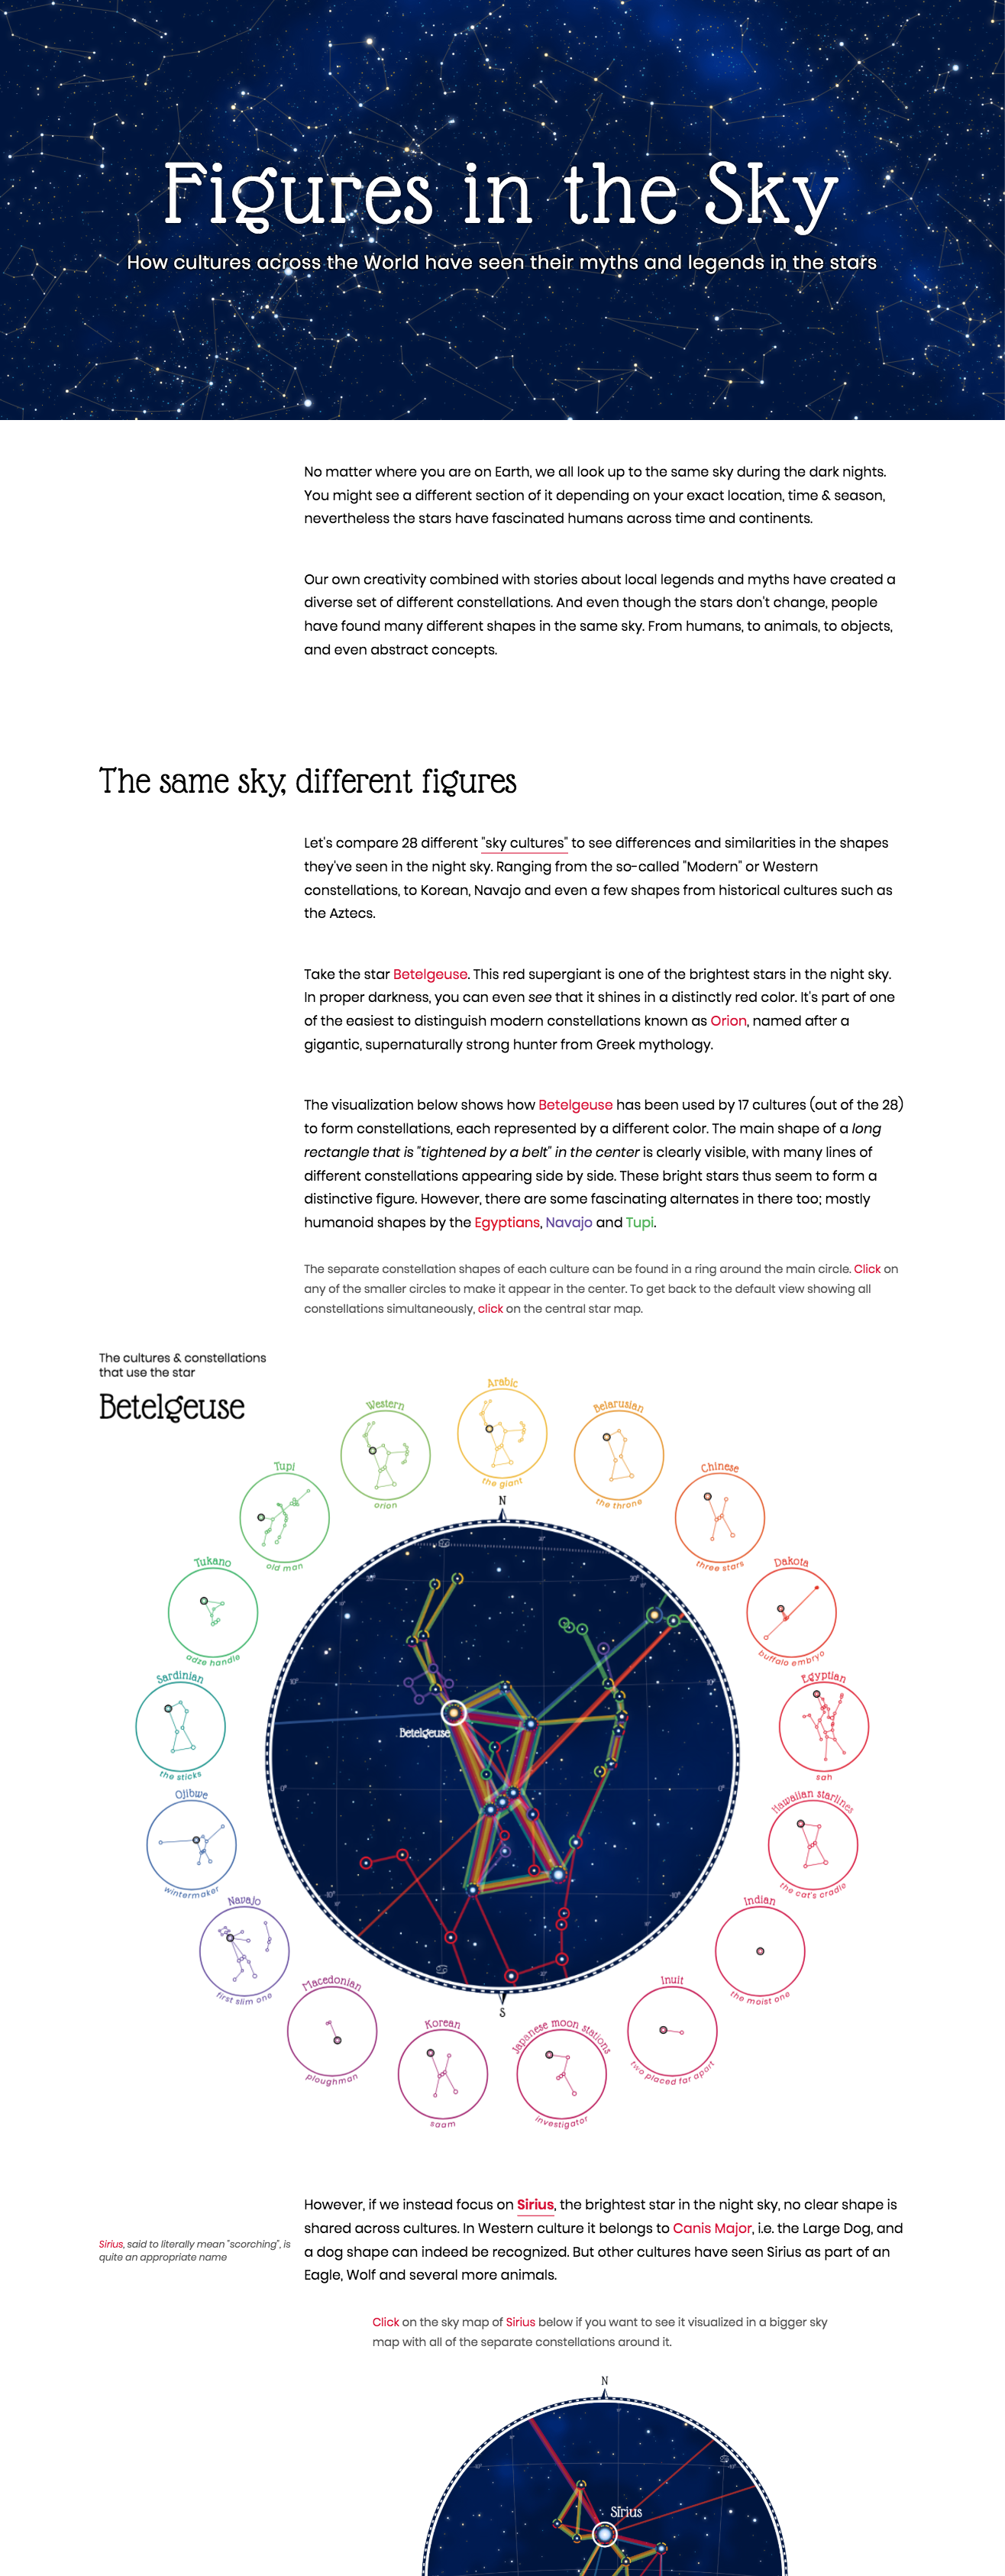 Figures in the Sky
How cultures across the World have seen their myths and legends in the stars
No matter where you are on Earth, we all look up to the same sky during the dark nights.
You might see a different section of it depending on your exact location, time & season,
nevertheless the stars have fascinated humans across time and continents.
Our own creativity combined with stories about local legends and myths have created a
diverse set of different constellations. And even though the stars don't change, people
have found many different shapes in the same sky. From humans, to animals, to objects,
and even abstract concepts.
The same sky, different figures
Let's compare 28 different "sky cultures" to see differences and similarities in the shapes
they've seen in the night sky. Ranging from the so-called "Modern" or Western
constellations, to Korean, Navajo and even a few shapes from historical cultures such as
the Aztecs.
Take the star Betelgeuse. This red supergiant is one of the brightest stars in the night sky.
In proper darkness, you can even see that it shines in a distinctly red color. It's part of one
of the easiest to distinguish modern constellations known as Orion, named after a
gigantic, supernaturally strong hunter from Greek mythology.
The visualization below shows how Betelgeuse has been used by 17 cultures (out of the 28)
to form constellations, each represented by a different color. The main shape of a long
rectangle that is "tightened by a belt" in the center is clearly visible, with many lines of
different constellations appearing side by side. These bright stars thus seem to form a
distinctive figure. However, there are some fascinating alternates in there too; mostly
humanoid shapes by the Egyptians, Navajo and Tupi.
The separate constellation shapes of each culture can be found in a ring around the main circle. Click on
any of the smaller circles to make it appear in the center. To get back to the default view showing all
constellations simultaneously, click on the central star map.
The cultures & constellations
that use the star
Betelgeuse
Arabic
the giant
Belarusian
the throne
Chinese
three stars
Dakota
buffalo embryo
Egyptian
sah
Hawaiian starlines
the cat's cradle
Indian
the moist one
Inuit
two placed far apart
Japanese moon stations
investigator
Korean
saam
Macedonian
ploughman
Navajo
first slim one
Ojibwe
wintermaker
Sardinian
the sticks
Tukano
adze handle
Tupi
old man
Western
orion
N
Betelgeuse
S
However, if we instead focus on Sirius, the brightest star in the night sky, no clear shape is
shared across cultures. In Western culture it belongs to Canis Major, i.e. the Large Dog, and
a dog shape can indeed be recognized. But other cultures have seen Sirius as part of an
Eagle, Wolf and several more animals.
Sirius, said to literally mean "scorching", is
quite an appropriate name
Click on the sky map of Sirius below if you want to see it visualized in a bigger sky
map with all of the separate constellations around it.
N
Sirius